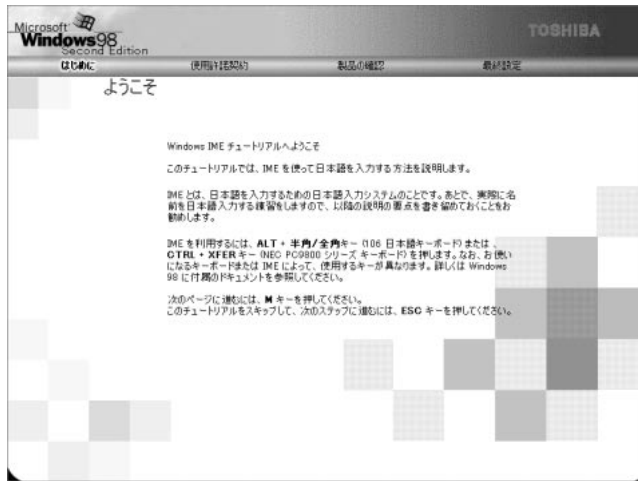 Microsoft
Windows98
Second Edition
TOSHIBA
はじめに 使用許諾契約 製品の確認 最終設定
ようこそ
Windows IME チュートリアルへようこそ
このチュートリアルでは、IME を使って日本語を入力する方法を説明します。
IME とは、日本語を入力するための日本語入力システムのことです。あとで、実際に名
前を日本語入力する練習をしますので、以降の説明の要点を書き留めておくことをお
勧めします。
IME を利用するには、ALT + 半角/全角キー (106 日本語キーボード) または 、
CTRL + XFER キー (NEC PC9800 シリーズ キーボード) を押します。なお、お使い
になるキーボードまたは IME によって、使用するキーが異なります。詳しくは Windows
98 に付属のドキュメントを参照してください。
次のページに進むには、M キーを押してください。
このチュートリアルをスキップして、次のステップに進むには、ESC キーを押してください。